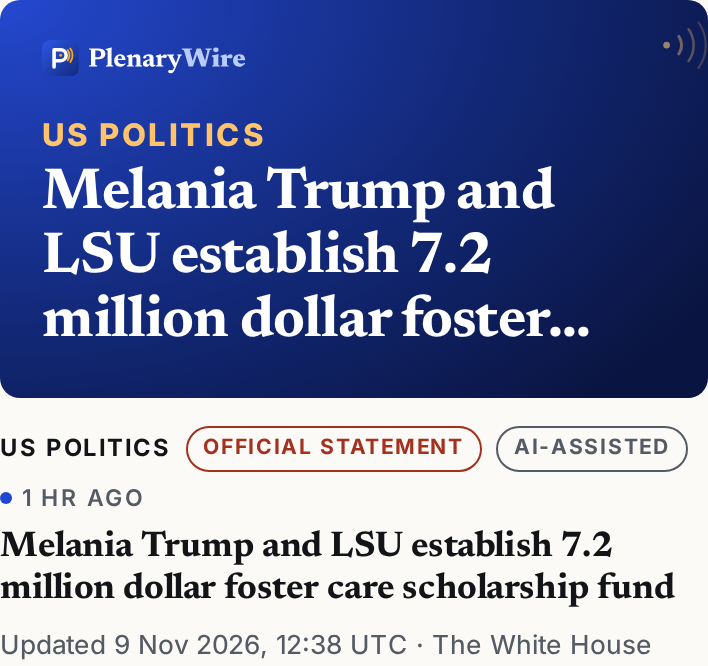 PlenaryWire
US POLITICS
Melania Trump and
LSU establish 7.2
million dollar foster...
US POLITICS OFFICIAL STATEMENT AI-ASSISTED
1 HR AGO
Melania Trump and LSU establish 7.2
million dollar foster care scholarship fund
Updated 9 Nov 2026, 12:38 UTC · The White House